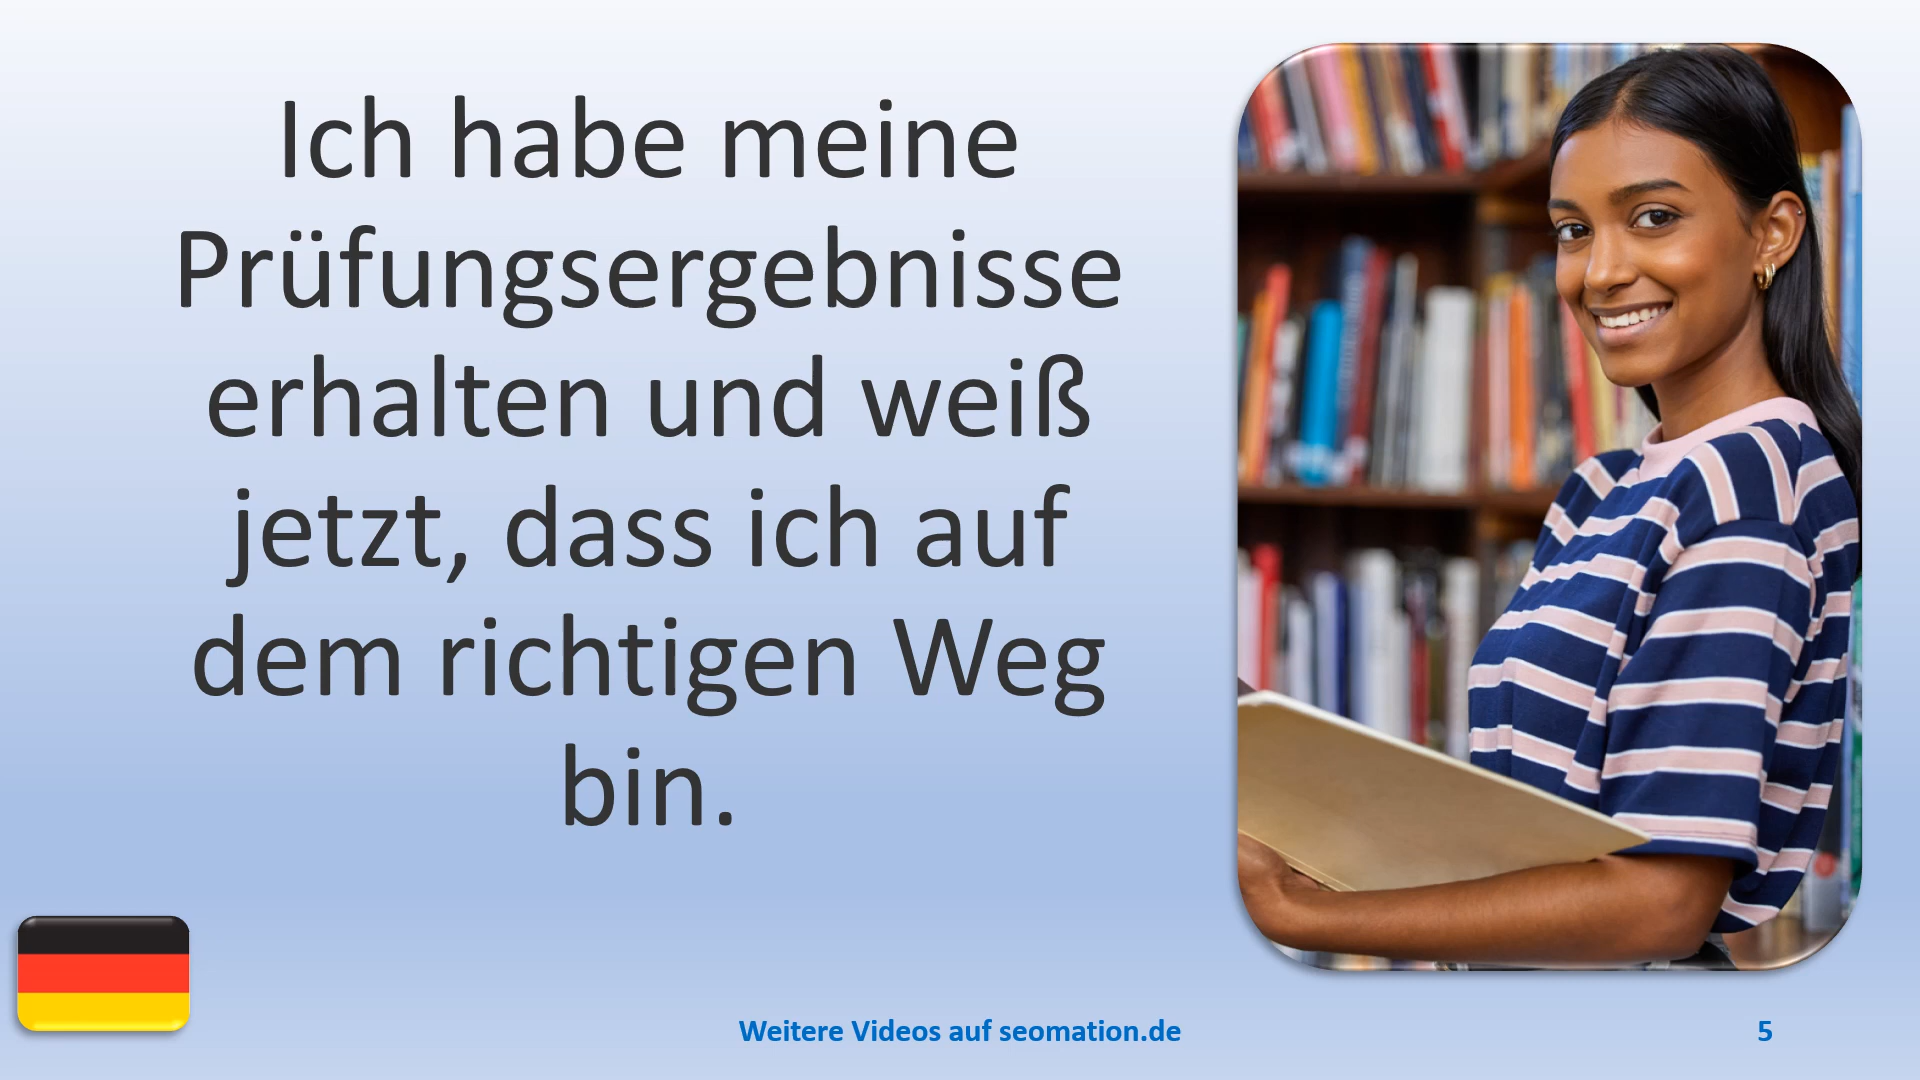 Ich habe meine
Prüfungsergebnisse
erhalten und weiß
jetzt, dass ich auf
dem richtigen Weg
bin.
Weitere Videos auf seomation.de
5